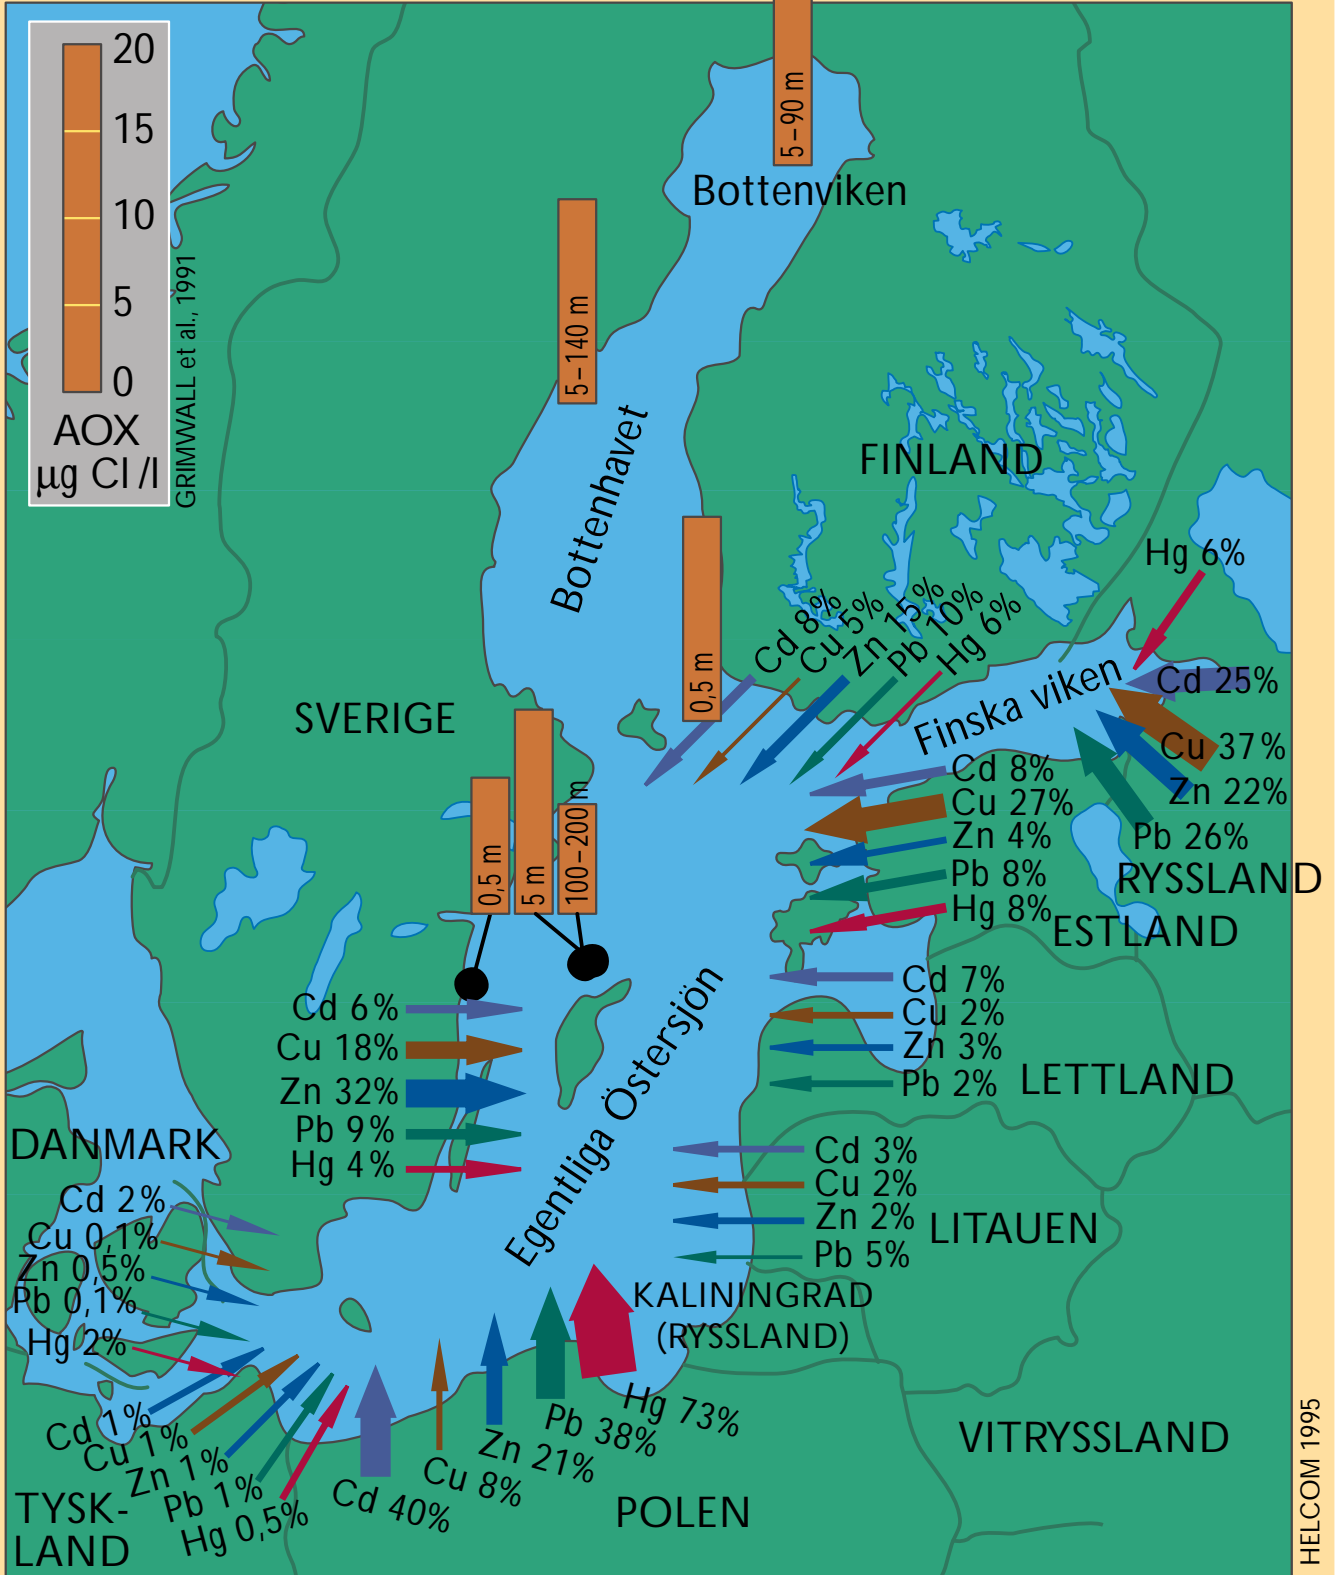 20
15
10
5
0
AOX
µg Cl /l
GRIMWALL et al., 1991
5–90 m
Bottenviken
5–140 m
Bottenhavet
FINLAND
0,5 m
Hg 6%
Cd 8%
Cu 5%
Zn 15%
Pb 10%
Hg 6%
Finska viken
Cd 25%
Cu 37%
Zn 22%
Pb 26%
RYSSLAND
SVERIGE
0,5 m
5 m
100–200 m
Cd 8%
Cu 27%
Zn 4%
Pb 8%
Hg 8%
ESTLAND
Cd 7%
Cu 2%
Zn 3%
Pb 2%
LETTLAND
Cd 6%
Cu 18%
Zn 32%
Pb 9%
Hg 4%
Egentliga Östersjön
Cd 3%
Cu 2%
Zn 2%
Pb 5%
LITAUEN
DANMARK
Cd 2%
Cu 0,1%
Zn 0,5%
Pb 0,1%
Hg 2%
KALININGRAD
(RYSSLAND)
Cd 1%
Cu 1%
Zn 1%
Pb 1%
Hg 0,5%
TYSK-
LAND
Cd 40%
Cu 8%
Zn 21%
Pb 38%
Hg 73%
POLEN
VITRYSSLAND
HELCOM 1995